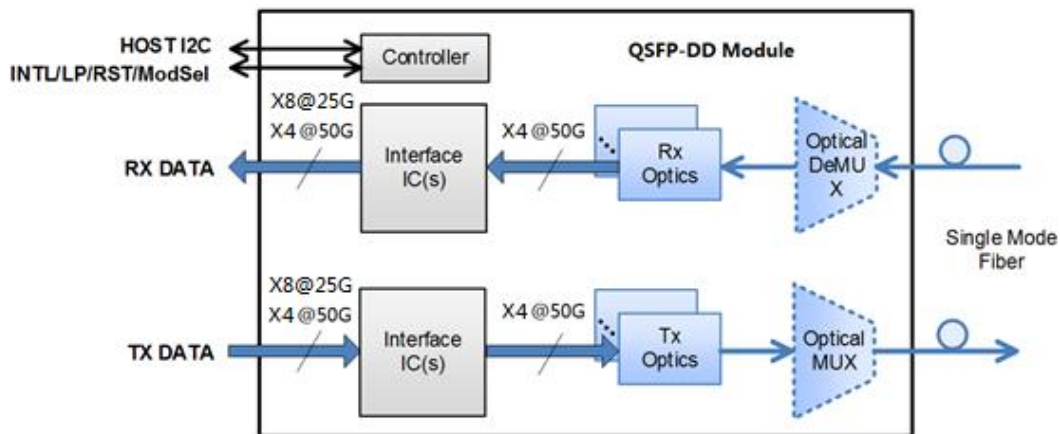 HOST I2C
INTL/LP/RST/ModSel
Controller
QSFP-DD Module
X8@25G
X4@50G
RX DATA
Interface
IC(s)
X4@50G
Rx
Optics
Optical
DeMU
X
Single Mode
Fiber
X8@25G
X4@50G
TX DATA
Interface
IC(s)
X4@50G
Tx
Optics
Optical
MUX